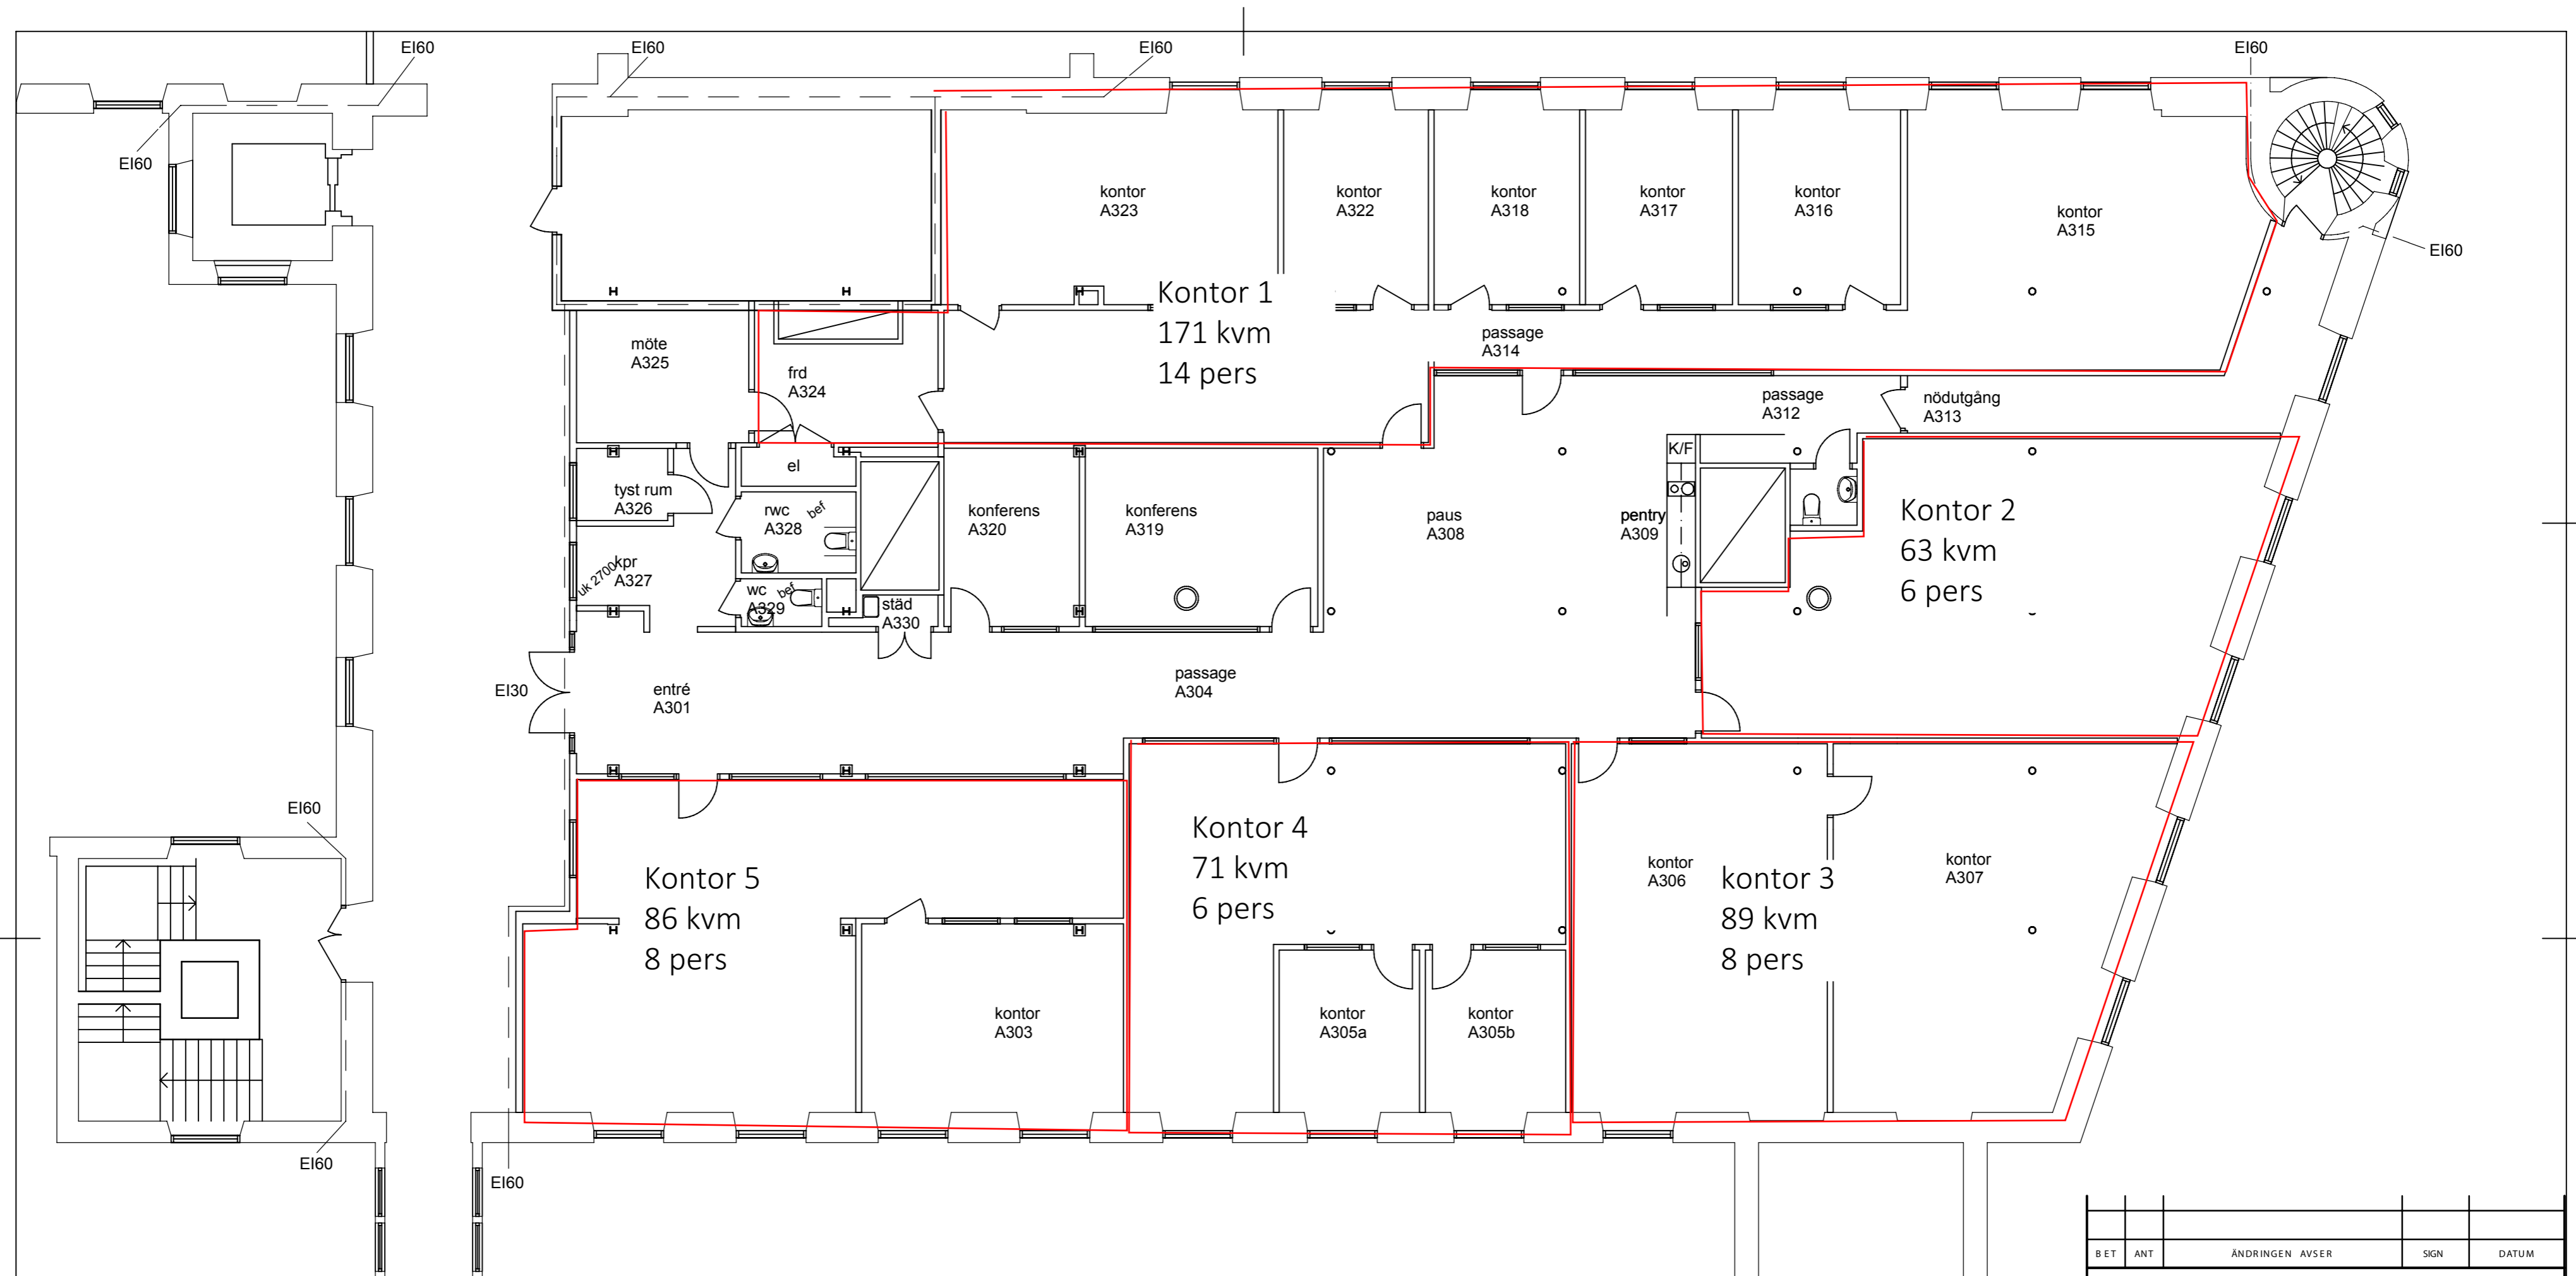 EI60
EI60
EI60
EI60
EI60
EI60
kontor
A323
kontor
A322
kontor
A318
kontor
A317
kontor
A316
kontor
A315
Kontor 1
171 kvm
14 pers
möte
A325
frd
A324
passage
A314
passage
A312
nödutgång
A313
K/F
el
tyst rum
A326
rwc
A328
bef
konferens
A320
konferens
A319
paus
A308
pentry
A309
Kontor 2
63 kvm
6 pers
kpr
A327
uk 2700
wc
A329
bef
städ
A330
EI30
entré
A301
passage
A304
EI60
Kontor 5
86 kvm
8 pers
Kontor 4
71 kvm
6 pers
kontor
A306
kontor 3
89 kvm
8 pers
kontor
A307
kontor
A303
kontor
A305a
kontor
A305b
EI60
EI60
BET ANT ÄNDRINGEN AVSER SIGN DATUM